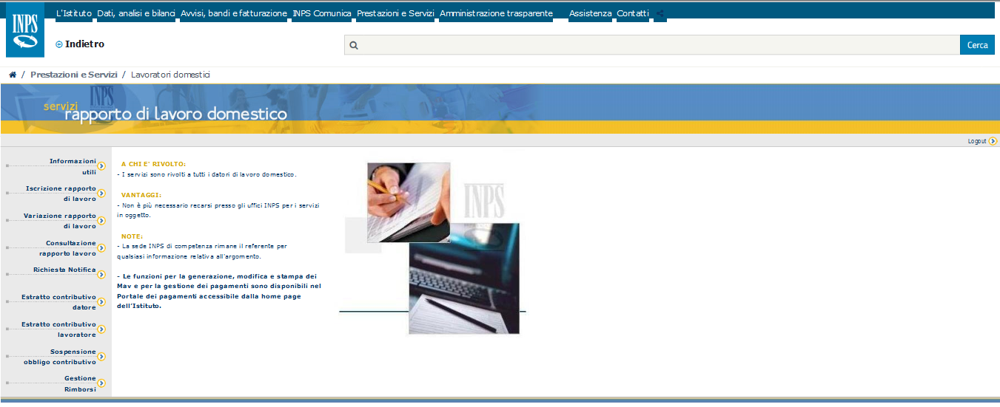 INPS
L'Istituto Dati, analisi e bilanci Avvisi, bandi e fatturazione INPS Comunica Prestazioni e Servizi Amministrazione trasparente Assistenza Contatti
Indietro
Cerca
/ Prestazioni e Servizi / Lavoratori domestici
INPS
servizi
rapporto di lavoro domestico
Logout
Informazioni
utili
Iscrizione rapporto
di lavoro
Variazione rapporto
di lavoro
Consultazione
rapporto lavoro
Richiesta Notifica
Estratto contributivo
datore
Estratto contributivo
lavoratore
Sospensione
obbligo contributivo
Gestione
Rimborsi
A CHI E' RIVOLTO:
- I servizi sono rivolti a tutti i datori di lavoro domestico.
VANTAGGI:
- Non è più necessario recarsi presso gli uffici INPS per i servizi
in oggetto.
NOTE:
- La sede INPS di competenza rimane il referente per
qualsiasi informazione relativa all'argomento.
- Le funzioni per la generazione, modifica e stampa dei
Mav e per la gestione dei pagamenti sono disponibili nel
Portale dei pagamenti accessibile dalla home page
dell'Istituto.
INPS